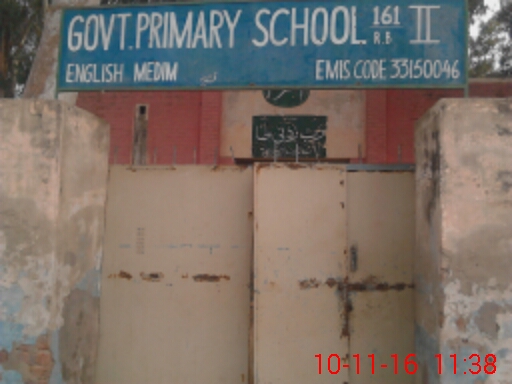 GOVT. PRIMARY SCHOOL 161 II
R.B
ENGLISH MEDIM EMIS CODE 33150046
10-11-16 11:38